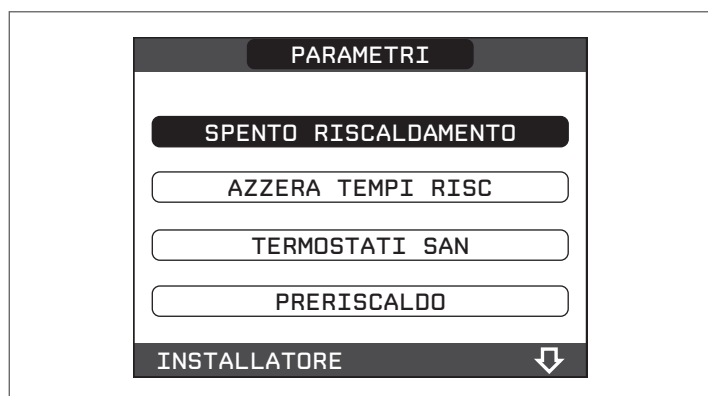 PARAMETRI
SPENTO RISCALDAMENTO
AZZERA TEMPI RISC
TERMOSTATI SAN
PRERISCALDO
INSTALLATORE